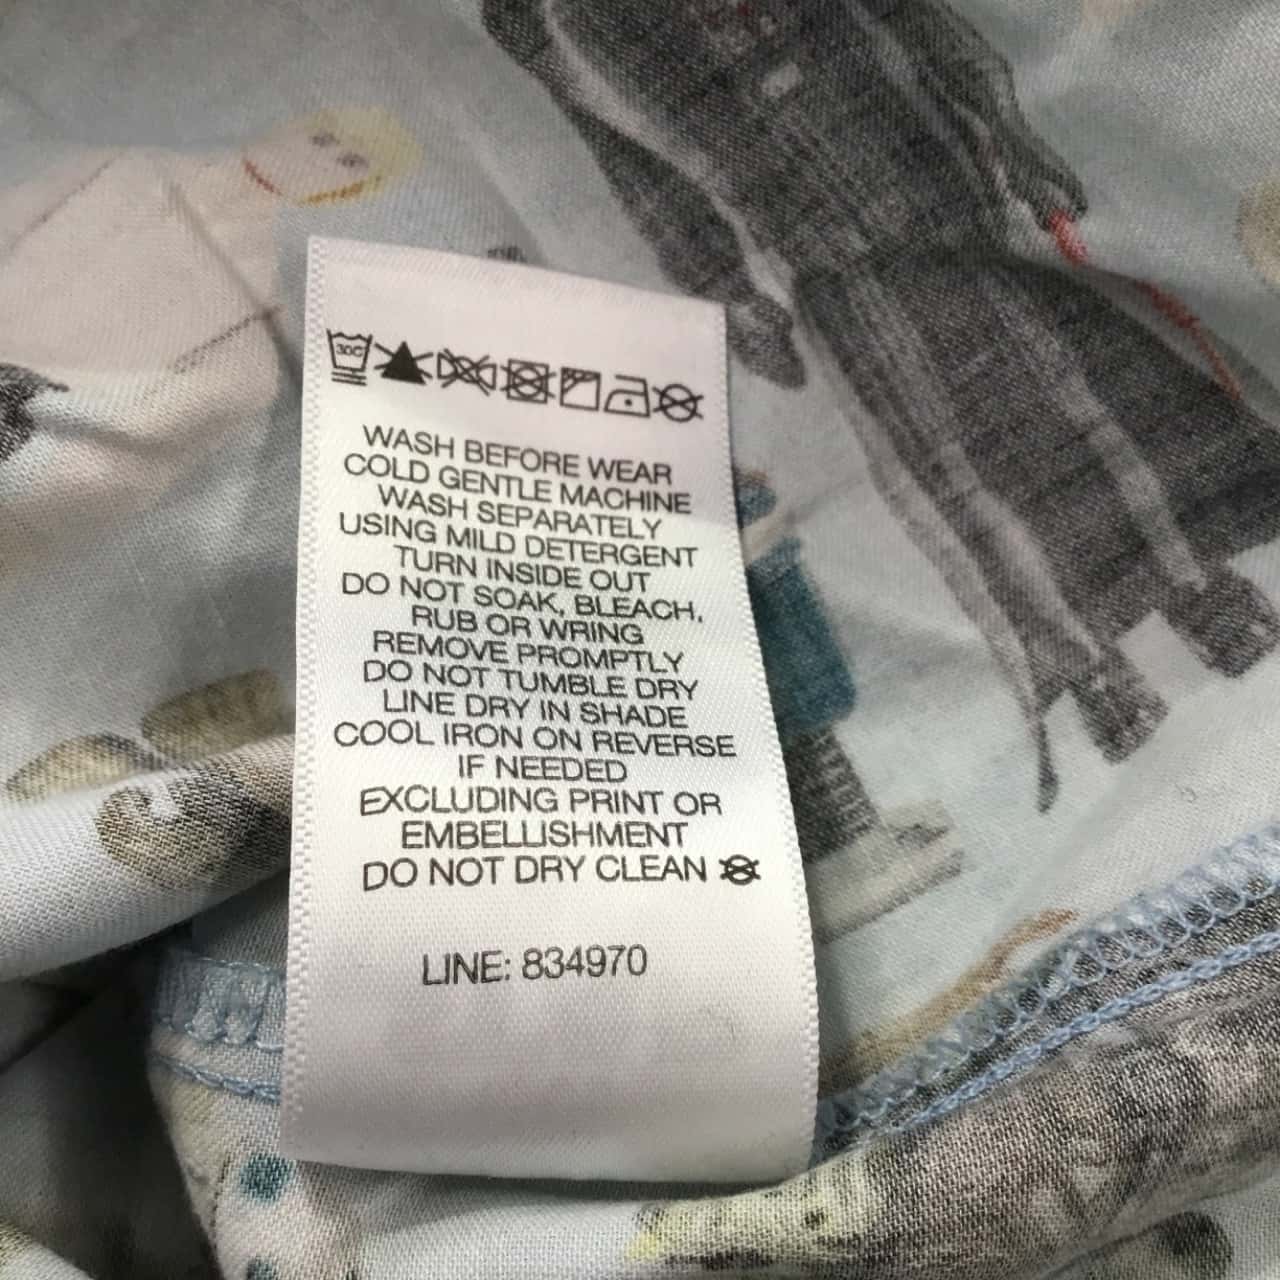 30C
WASH BEFORE WEAR
COLD GENTLE MACHINE
WASH SEPARATELY
USING MILD DETERGENT
TURN INSIDE OUT
DO NOT SOAK, BLEACH,
RUB OR WRING
REMOVE PROMPTLY
DO NOT TUMBLE DRY
LINE DRY IN SHADE
COOL IRON ON REVERSE
IF NEEDED
EXCLUDING PRINT OR
EMBELLISHMENT
DO NOT DRY CLEAN
LINE: 834970